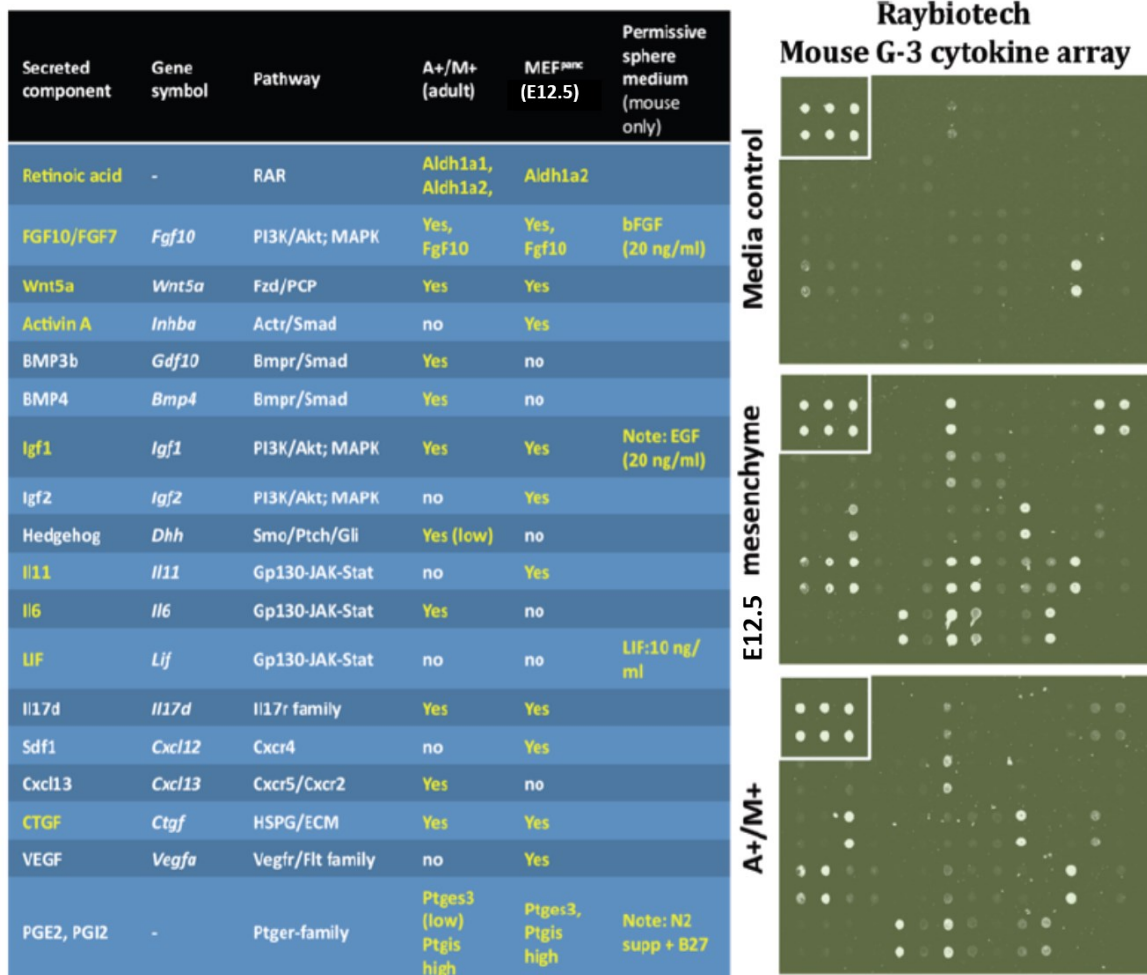 Secreted component Gene symbol Pathway A+/M+ (adult) MEFpanc (E12.5) Permissive sphere medium (mouse only)
Retinoic acid - RAR Aldh1a1, Aldh1a2, Aldh1a2
FGF10/FGF7 Fgf10 PI3K/Akt; MAPK Yes, FgF10 Yes, Fgf10 bFGF (20 ng/ml)
Wnt5a Wnt5a Fzd/PCP Yes Yes
Activin A Inhba Actr/Smad no Yes
BMP3b Gdf10 Bmpr/Smad Yes no
BMP4 Bmp4 Bmpr/Smad Yes no
Igf1 Igf1 PI3K/Akt; MAPK Yes Yes Note: EGF (20 ng/ml)
Igf2 Igf2 PI3K/Akt; MAPK no Yes
Hedgehog Dhh Smo/Ptch/Gli Yes (low) no
Il11 Il11 Gp130-JAK-Stat no Yes
Il6 Il6 Gp130-JAK-Stat Yes no
LIF Lif Gp130-JAK-Stat no no LIF:10 ng/ml
Il17d Il17d Il17r family Yes Yes
Sdf1 Cxcl12 Cxcr4 no Yes
Cxcl13 Cxcl13 Cxcr5/Cxcr2 Yes no
CTGF Ctgf HSPG/ECM Yes Yes
VEGF Vegfa Vegfr/Flt family no Yes
PGE2, PGI2 - Ptger-family Ptges3 (low) Ptgis high Ptges3, Ptgis high Note: N2 supp + B27
Raybiotech
Mouse G-3 cytokine array
Media control
E12.5 mesenchyme
A+/M+